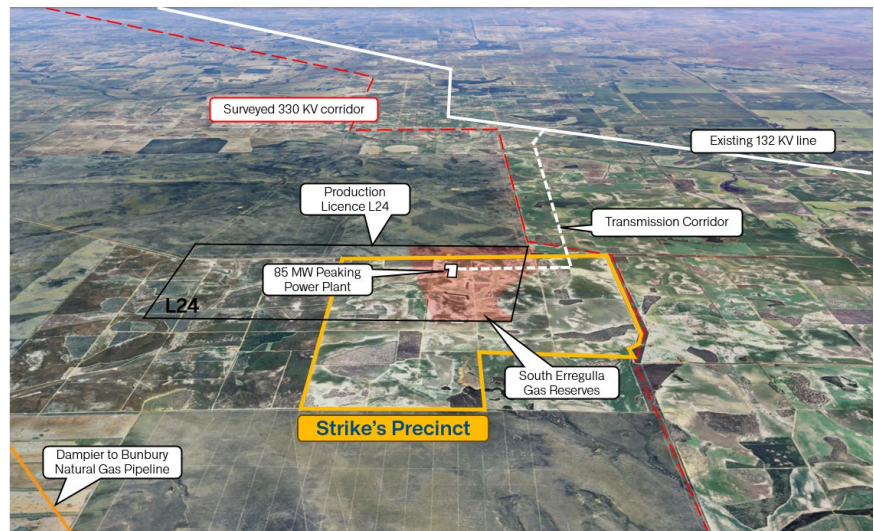 Surveyed 330 KV corridor
Existing 132 KV line
Production
Licence L24
Transmission Corridor
85 MW Peaking
Power Plant
L24
South Erregulla
Gas Reserves
Strike's Precinct
Dampier to Bunbury
Natural Gas Pipeline